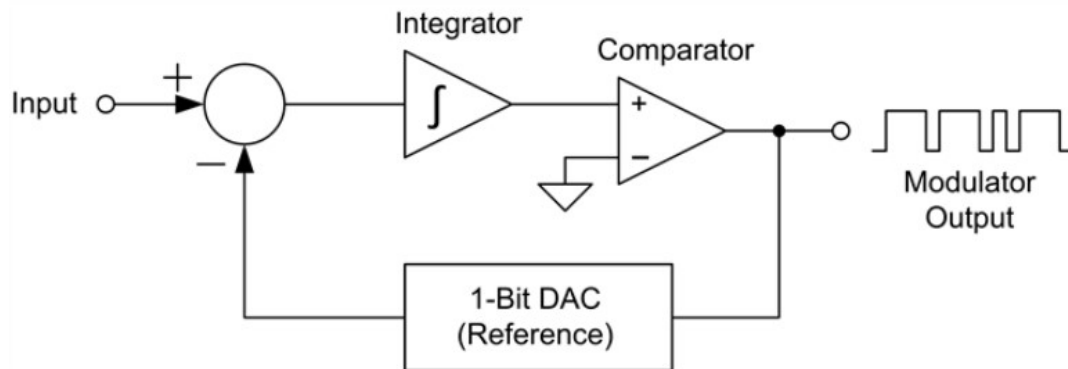 Integrator
Comparator
Input
+
−
∫
+
−
Modulator
Output
1-Bit DAC
(Reference)